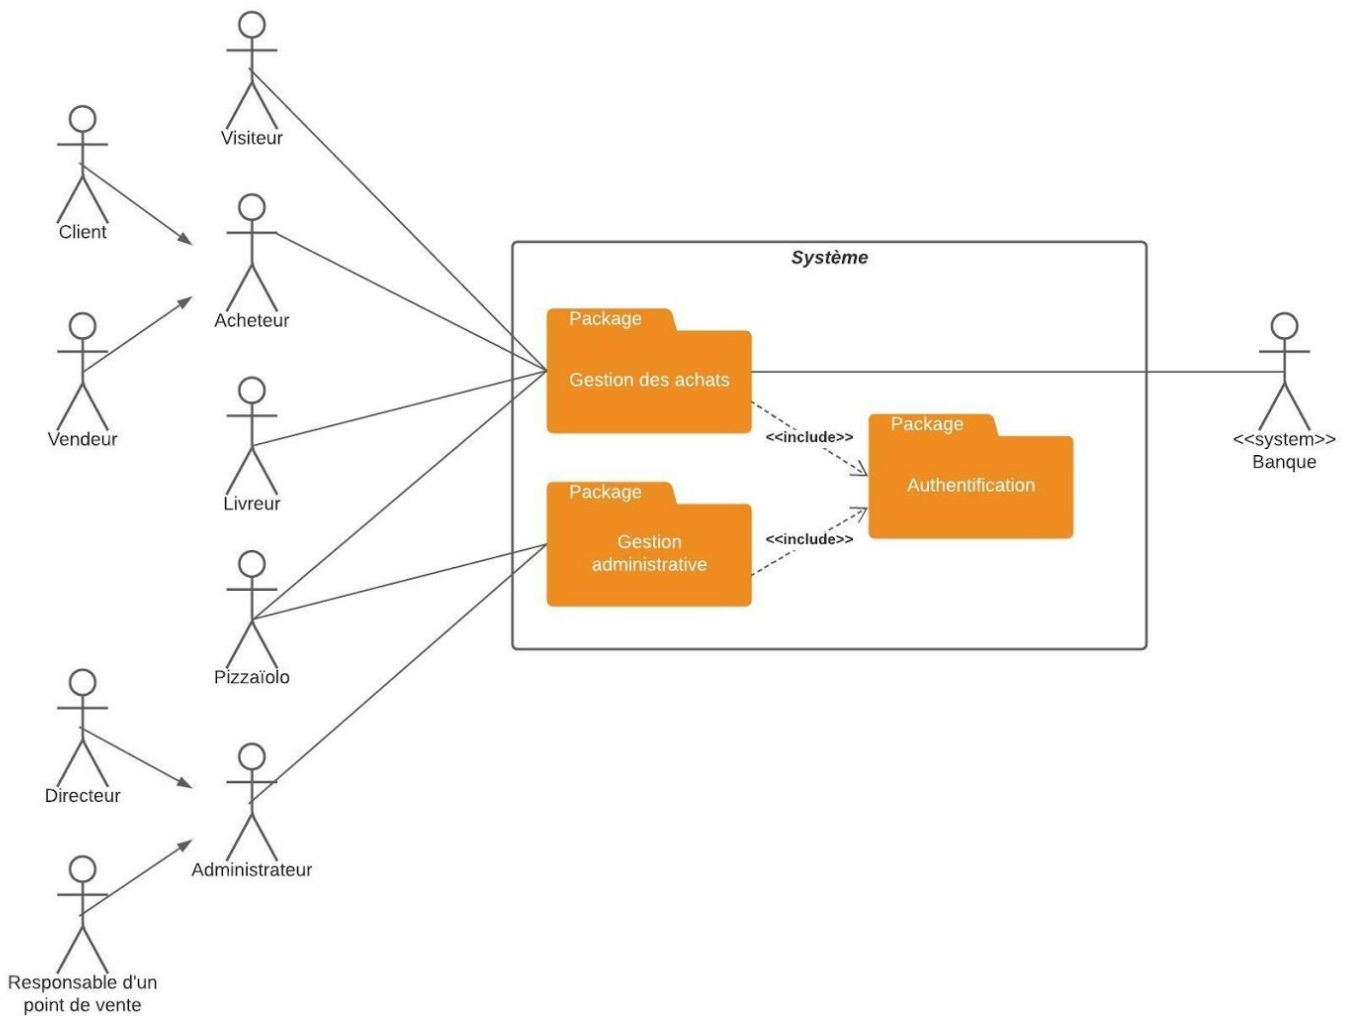 Visiteur
Client
Acheteur
Vendeur
Livreur
Pizzaïolo
Directeur
Administrateur
Responsable d'un
point de vente
Système
Package
Gestion des achats
<<include>>
Package
Authentification
Package
Gestion
administrative
<<include>>
<<system>>
Banque